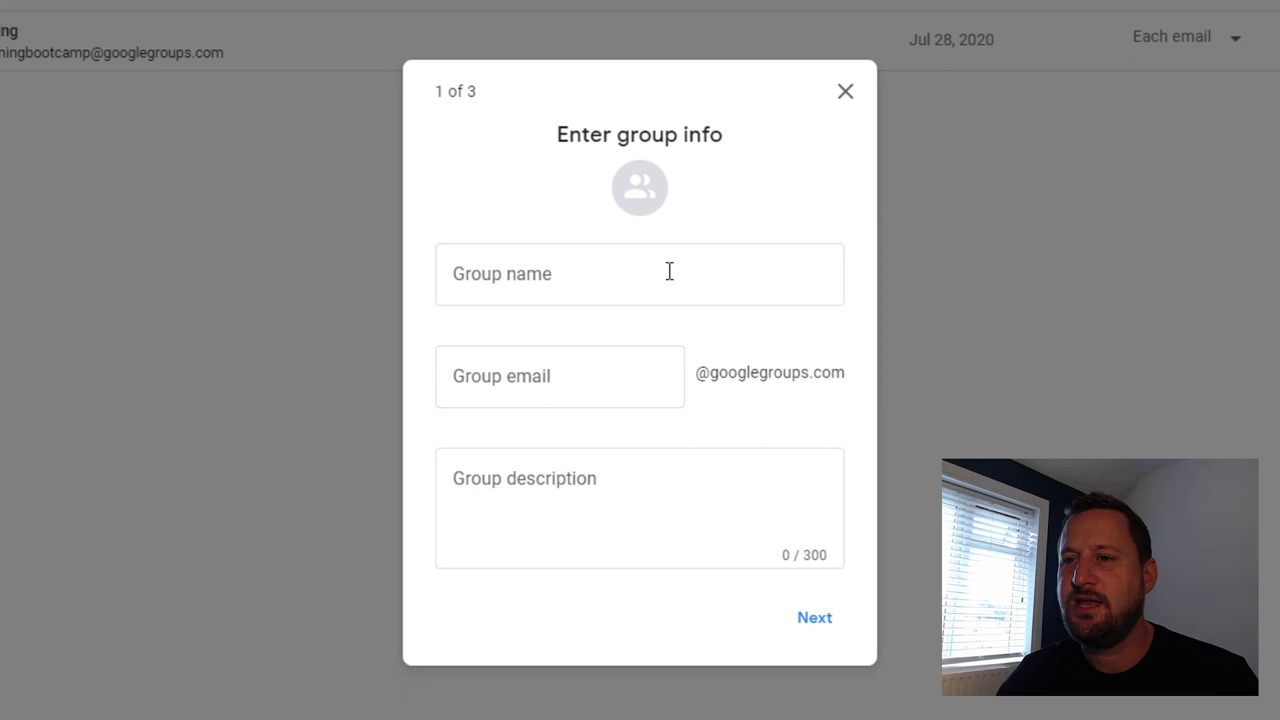 ng
ningbootcamp@googlegroups.com
Jul 28, 2020
Each email
1 of 3
Enter group info
Group name
Group email
@googlegroups.com
Group description
0 / 300
Next